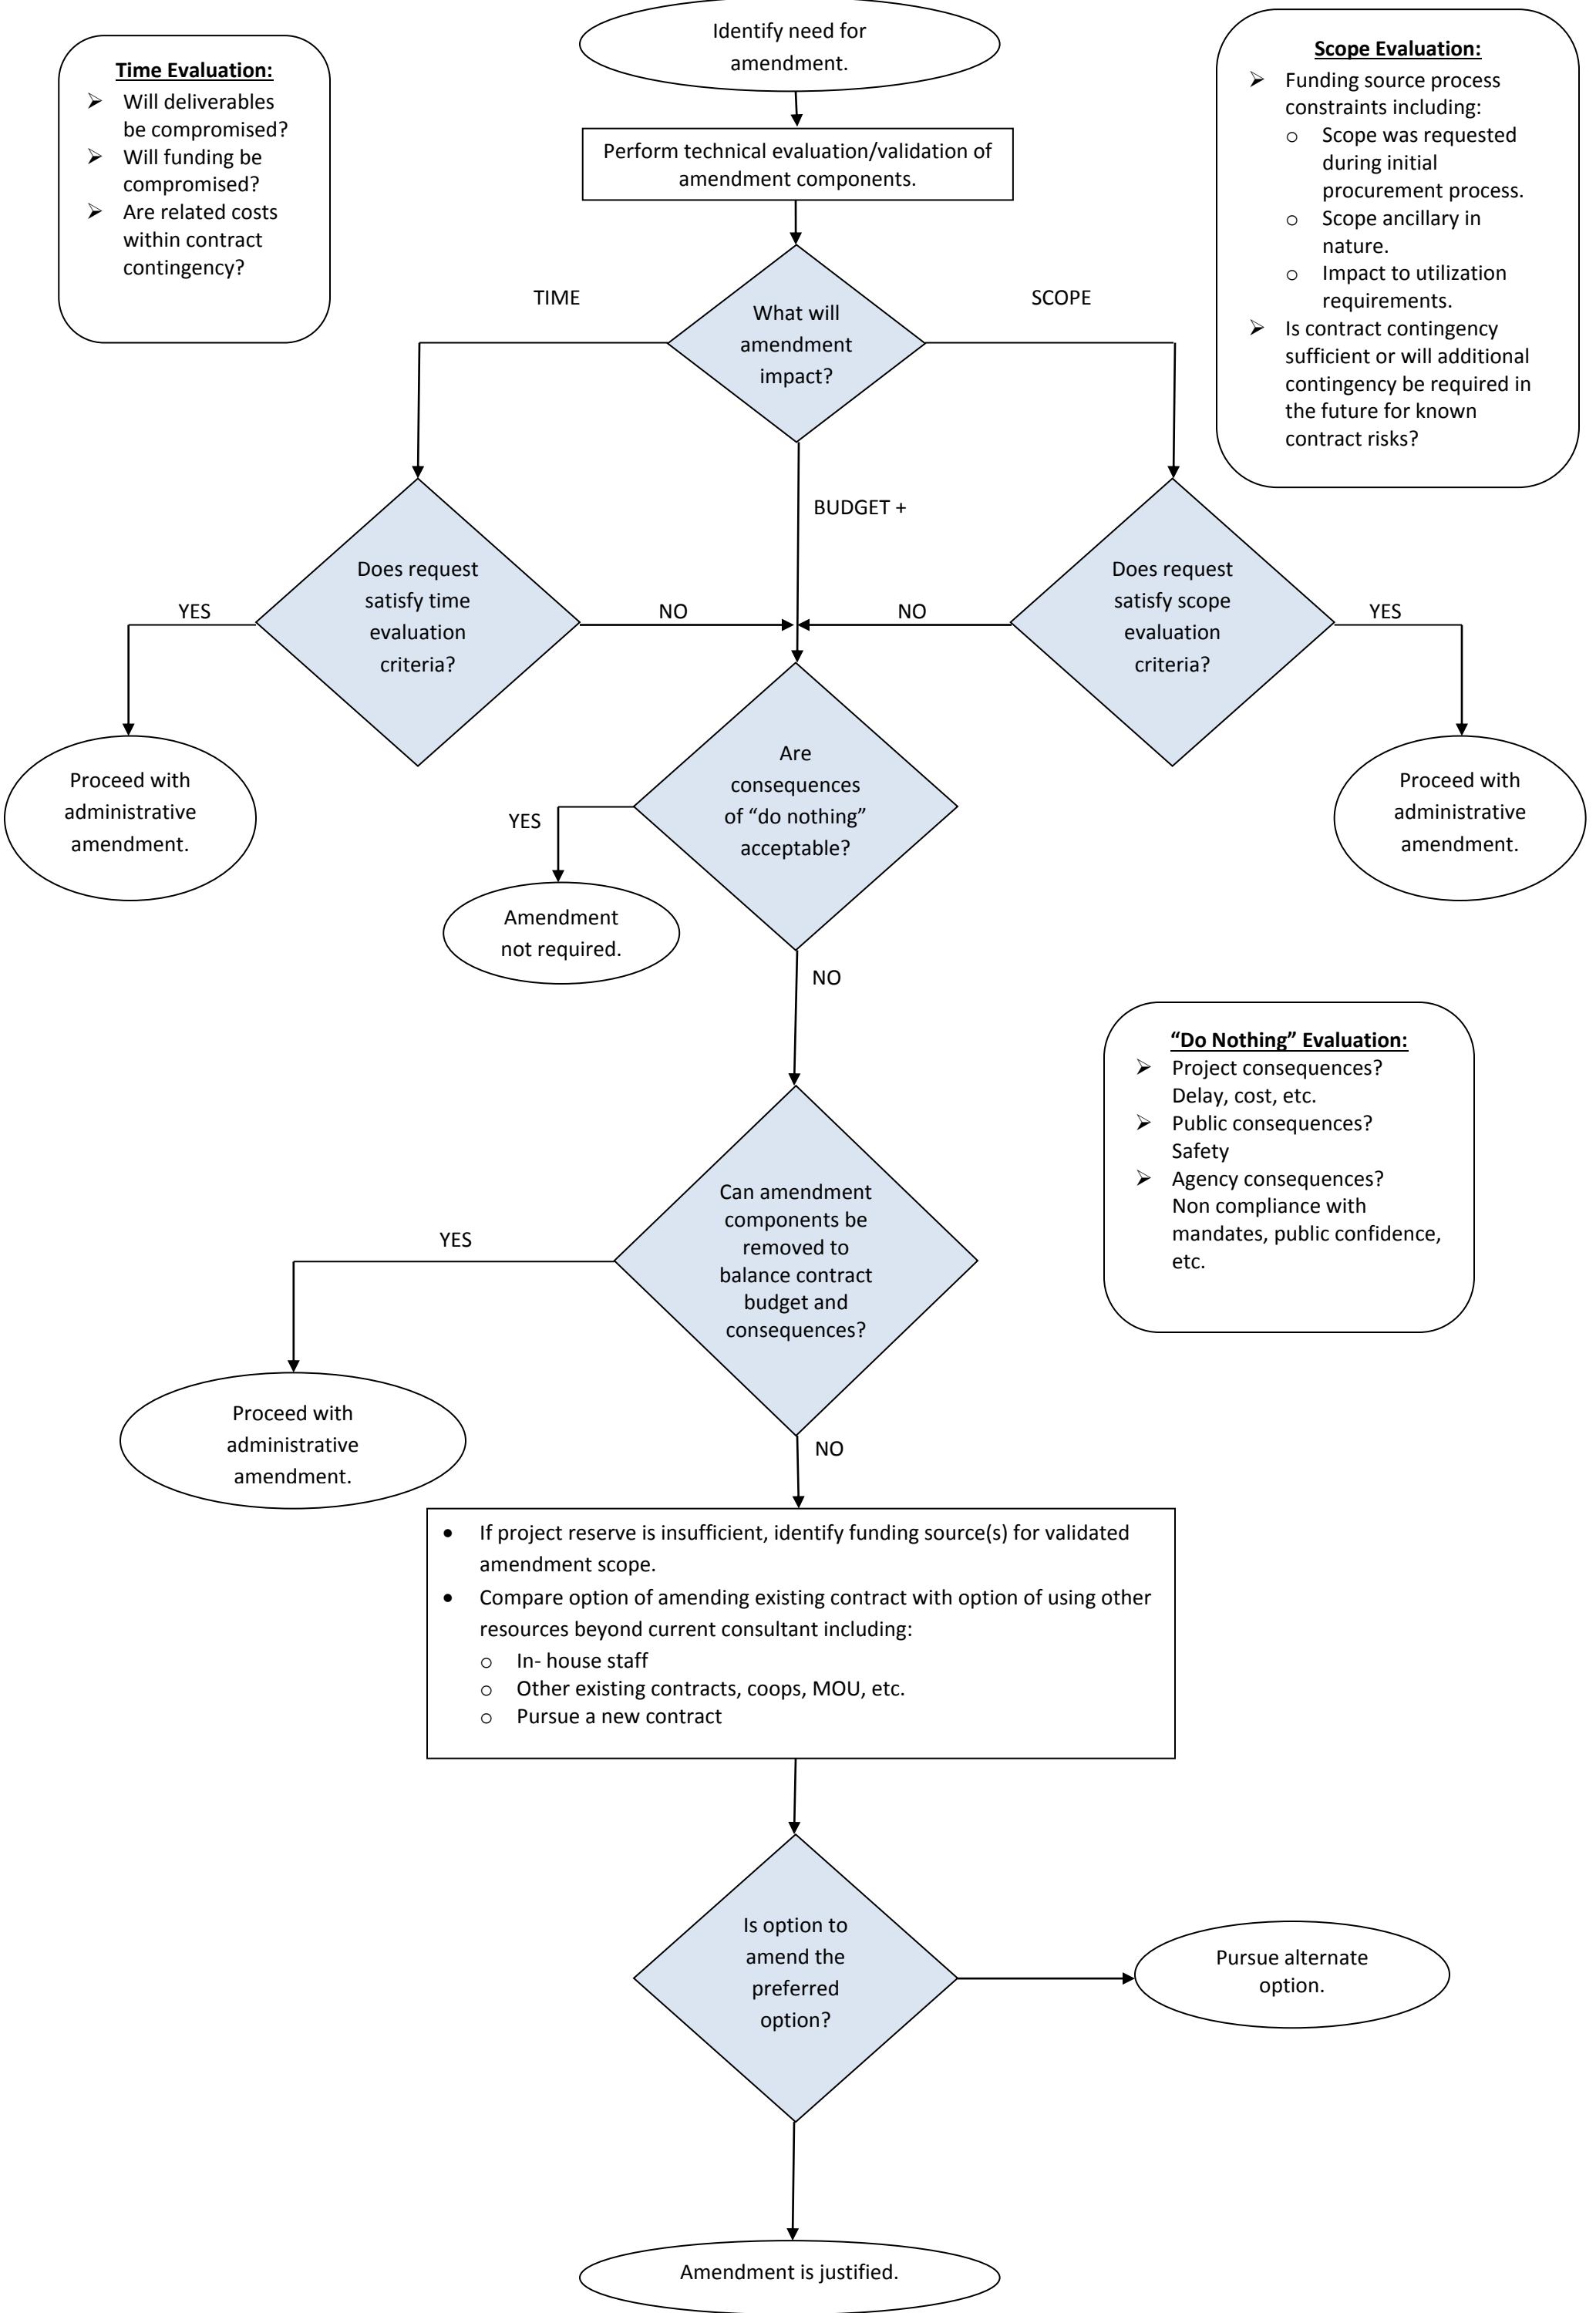 Identify need for
amendment.
Time Evaluation:
➢ Will deliverables
be compromised?
➢ Will funding be
compromised?
➢ Are related costs
within contract
contingency?
Scope Evaluation:
➢ Funding source process
constraints including:
o Scope was requested
during initial
procurement process.
o Scope ancillary in
nature.
o Impact to utilization
requirements.
➢ Is contract contingency
sufficient or will additional
contingency be required in
the future for known
contract risks?
Perform technical evaluation/validation of
amendment components.
TIME
What will
amendment
impact?
SCOPE
BUDGET +
Does request
satisfy time
evaluation
criteria?
Does request
satisfy scope
evaluation
criteria?
YES
NO
NO
YES
Proceed with
administrative
amendment.
Are
consequences
of “do nothing”
acceptable?
Proceed with
administrative
amendment.
YES
Amendment
not required.
NO
“Do Nothing” Evaluation:
➢ Project consequences?
Delay, cost, etc.
➢ Public consequences?
Safety
➢ Agency consequences?
Non compliance with
mandates, public confidence,
etc.
Can amendment
components be
removed to
balance contract
budget and
consequences?
YES
Proceed with
administrative
amendment.
NO
• If project reserve is insufficient, identify funding source(s) for validated
amendment scope.
• Compare option of amending existing contract with option of using other
resources beyond current consultant including:
o In- house staff
o Other existing contracts, coops, MOU, etc.
o Pursue a new contract
Is option to
amend the
preferred
option?
Pursue alternate
option.
Amendment is justified.